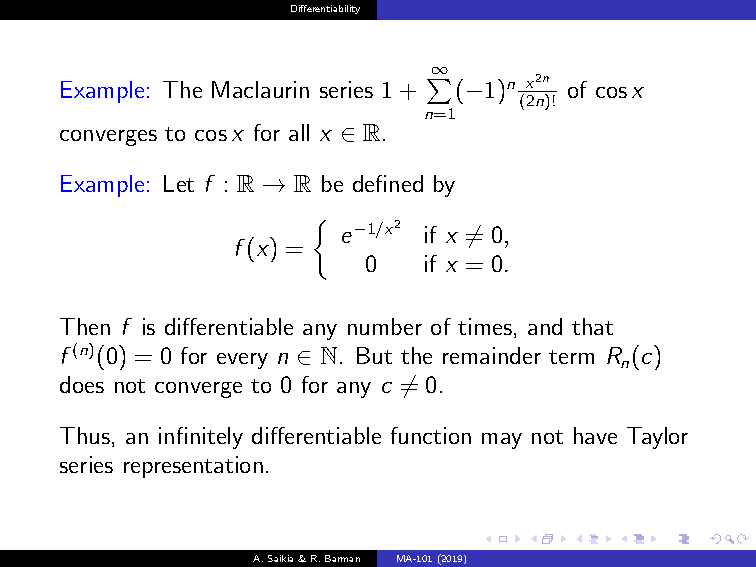 Differentiability
Example: The Maclaurin series 1 + ∞∑n=1 (−1)^n x^{2n}/(2n)! of cos x
converges to cos x for all x ∈ ℝ.
Example: Let f : ℝ → ℝ be defined by
f(x) = { e^{−1/x^2} if x ≠ 0,
0 if x = 0.
Then f is differentiable any number of times, and that
f^{(n)}(0) = 0 for every n ∈ ℕ. But the remainder term R_n(c)
does not converge to 0 for any c ≠ 0.
Thus, an infinitely differentiable function may not have Taylor
series representation.
A. Saikia & R. Barman MA-101 (2019)